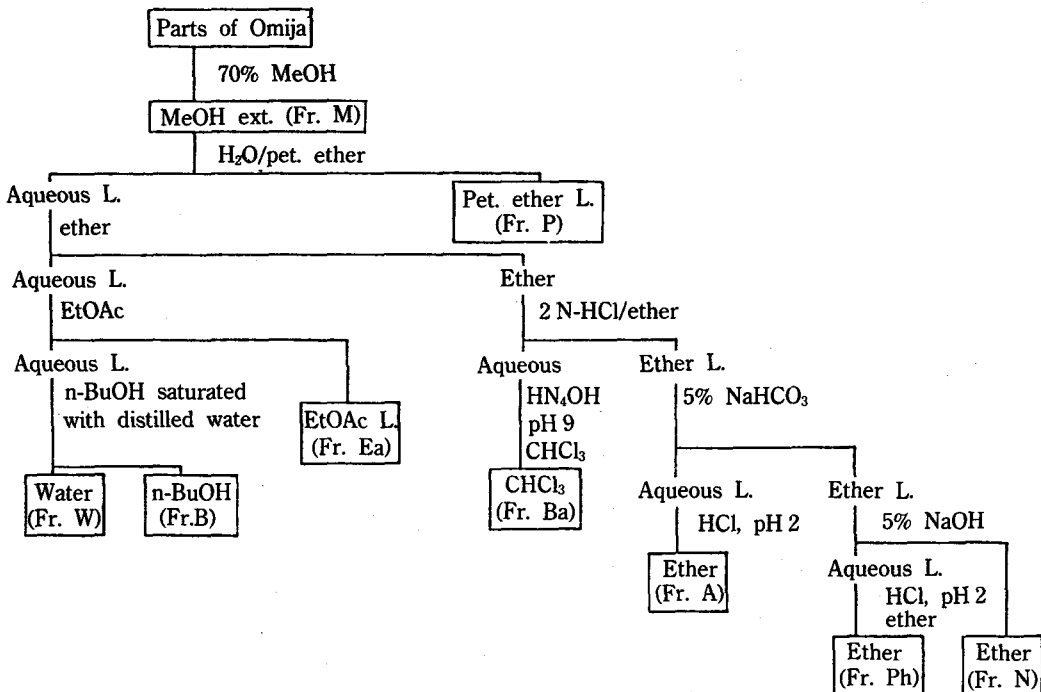 Parts of Omija
70% MeOH
MeOH ext. (Fr. M)
H₂O/pet. ether
Aqueous L.
ether
Pet. ether L.
(Fr. P)
Aqueous L.
EtOAc
Ether
2 N-HCl/ether
Aqueous L.
n-BuOH saturated
with distilled water
EtOAc L.
(Fr. Ea)
Aqueous
HN₄OH
pH 9
CHCl₃
Ether L.
5% NaHCO₃
Water
(Fr. W)
n-BuOH
(Fr.B)
CHCl₃
(Fr. Ba)
Aqueous L.
HCl, pH 2
Ether L.
5% NaOH
Ether
(Fr. A)
Aqueous L.
HCl, pH 2
ether
Ether
(Fr. Ph)
Ether
(Fr. N)